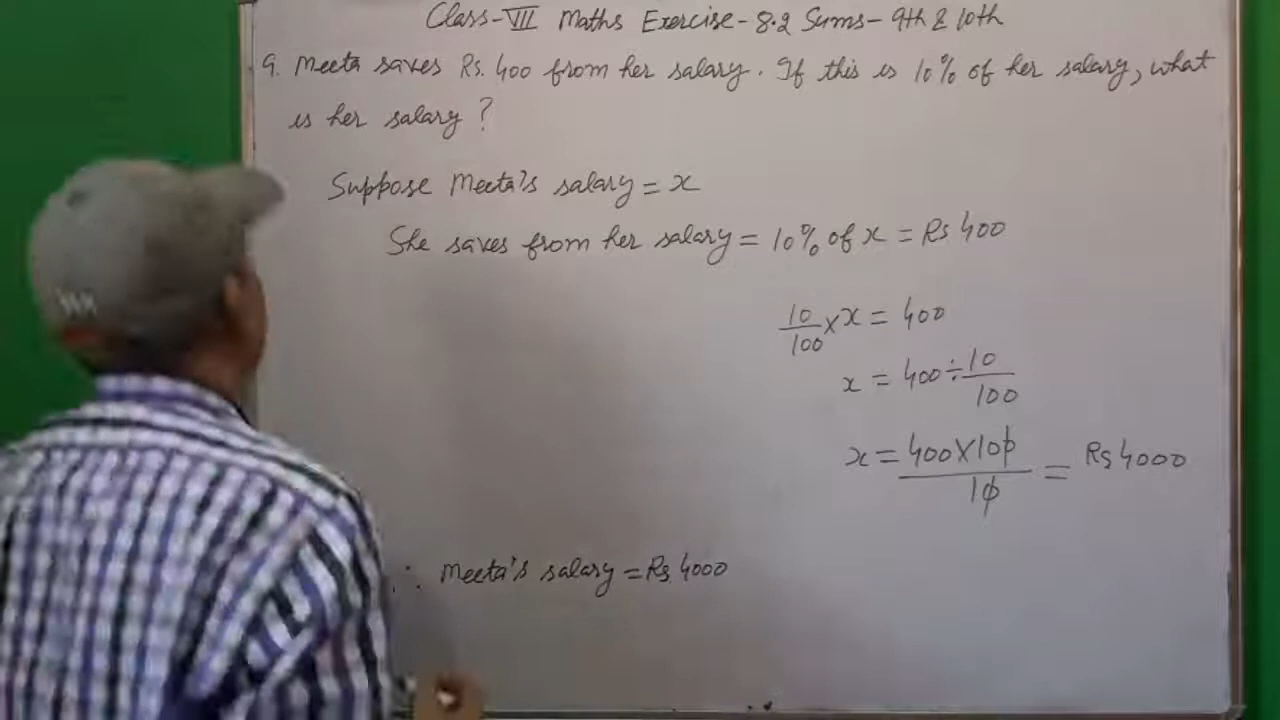 Class-VII Maths Exercise-8.2 Sums-9th & 10th
9. Meeta saves Rs. 400 from her salary. If this is 10% of her salary, what
is her salary?
Suppose Meeta's salary = x
She saves from her salary = 10% of x = Rs 400
10/100 × x = 400
x = 400 ÷ 10/100
x = 400 × 100 / 10 = Rs 4000
∴ Meeta's salary = Rs 4000